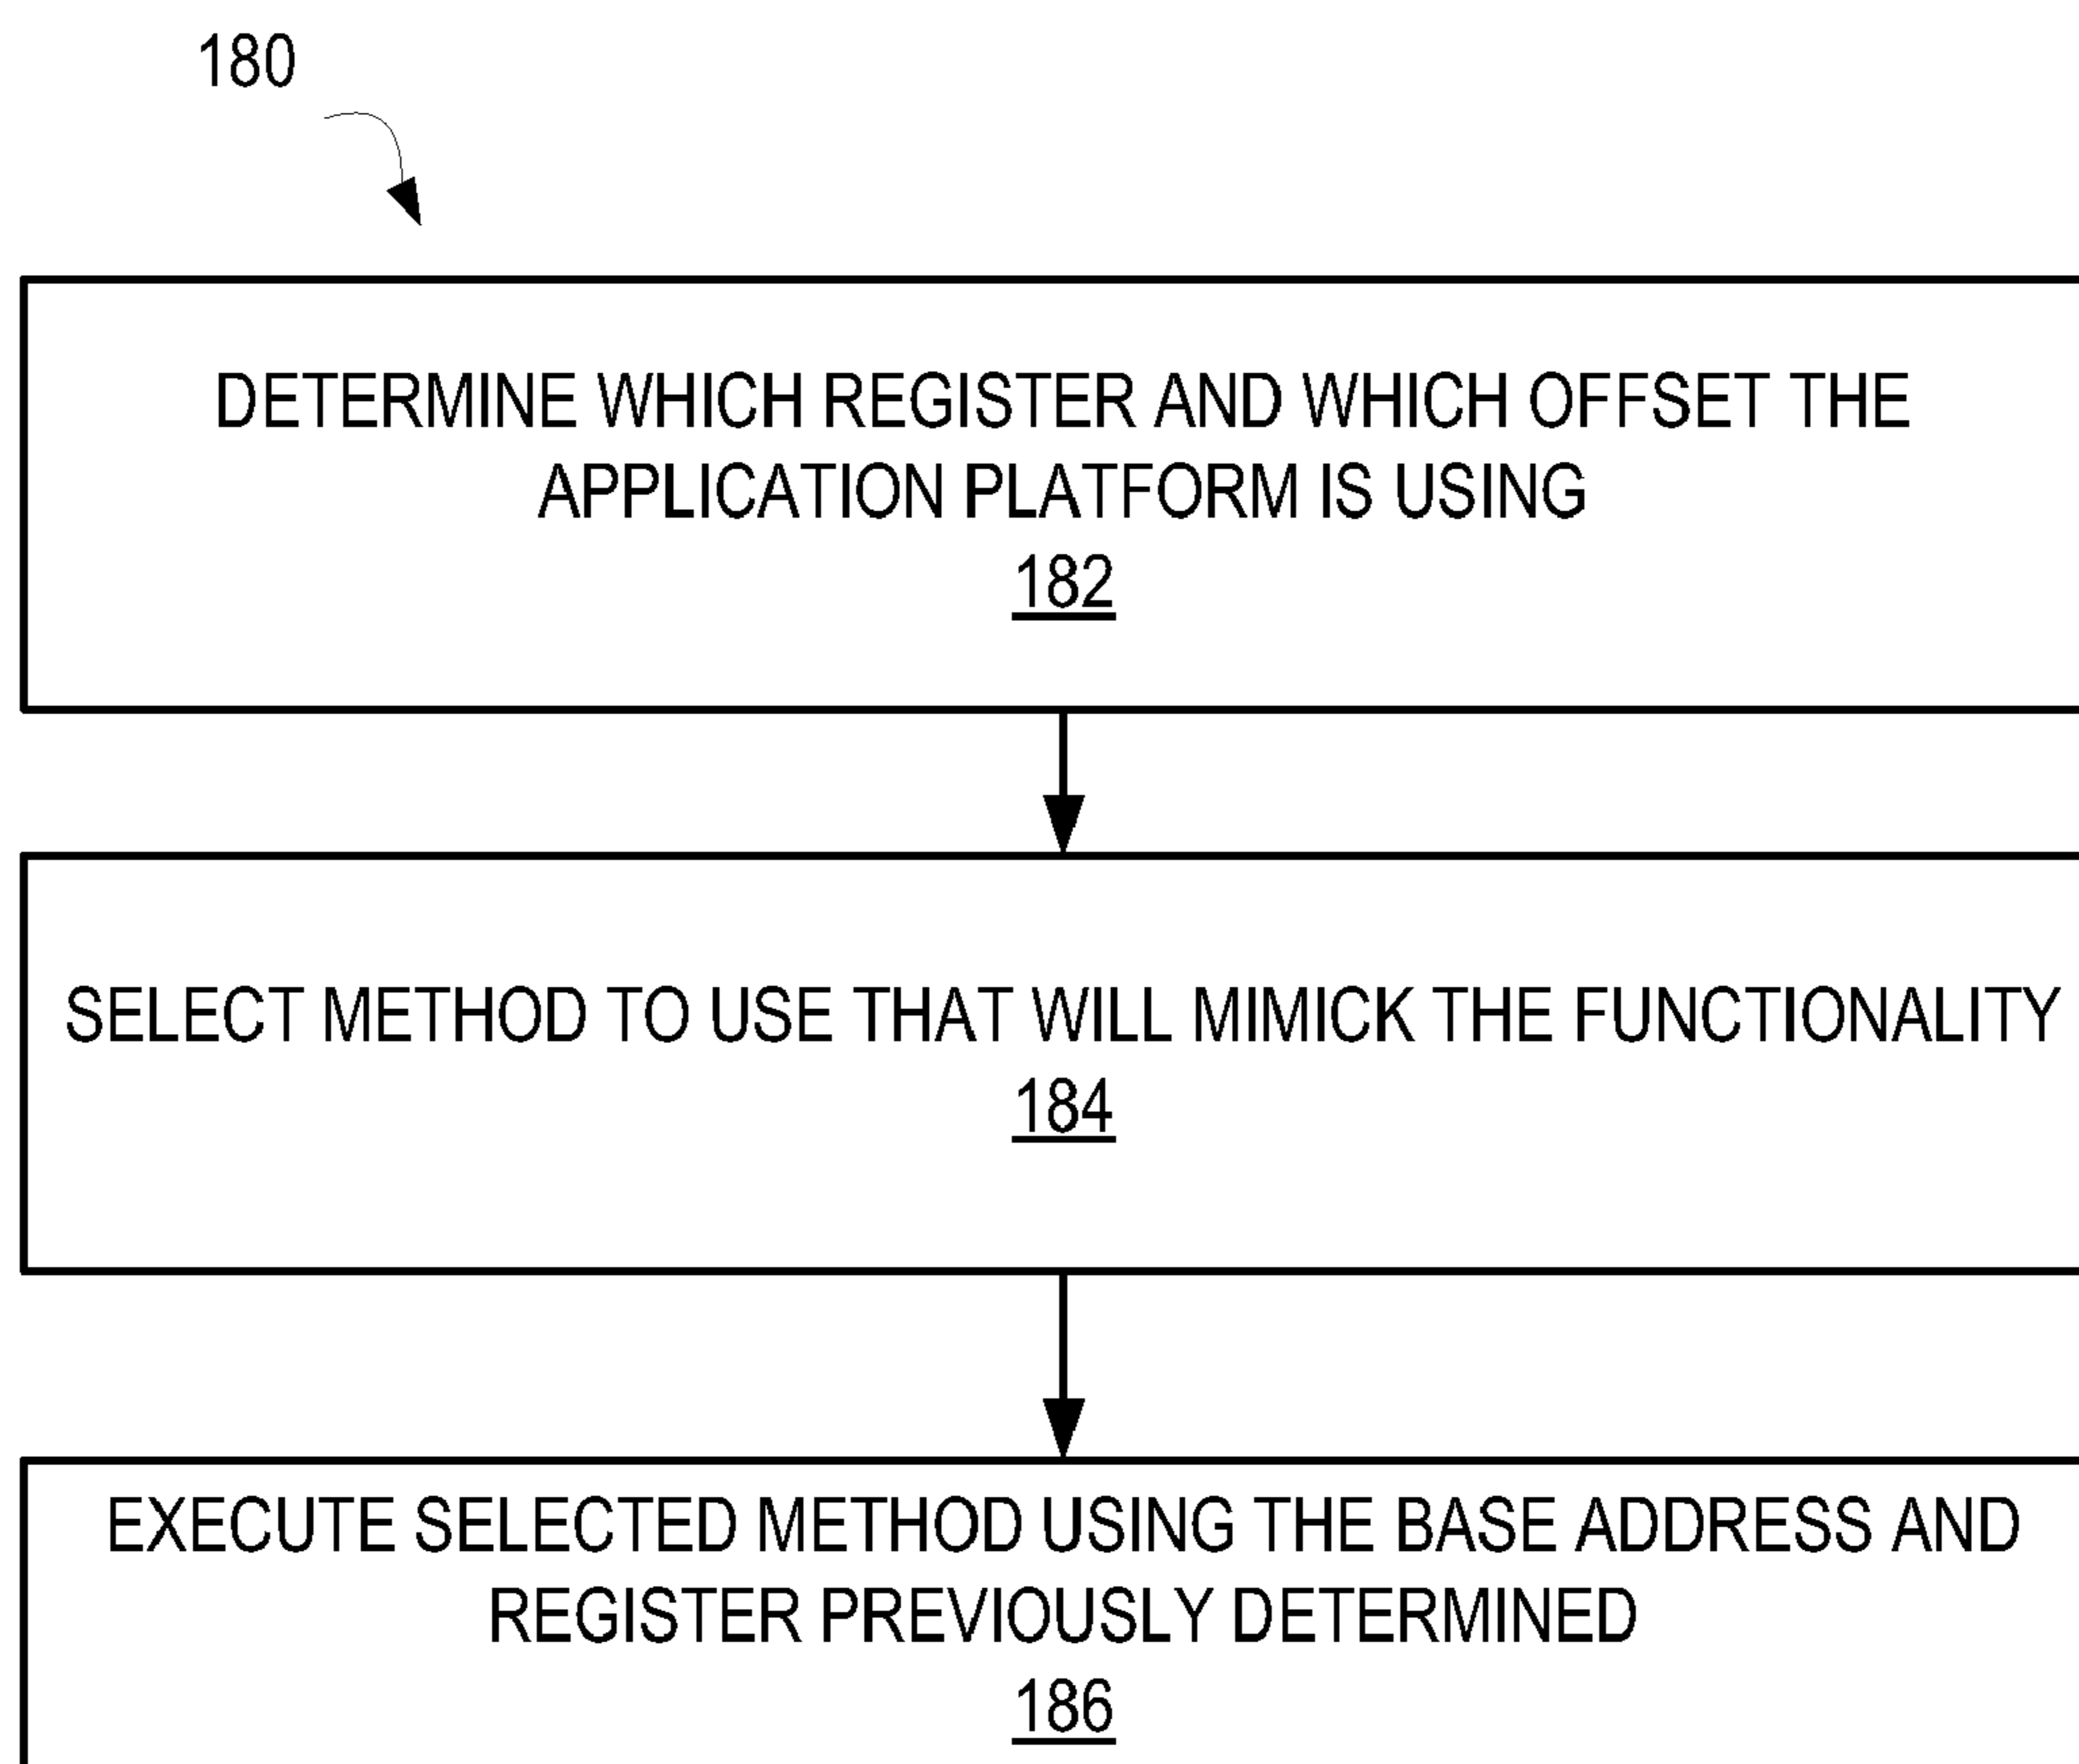 180
DETERMINE WHICH REGISTER AND WHICH OFFSET THE
APPLICATION PLATFORM IS USING
182
SELECT METHOD TO USE THAT WILL MIMICK THE FUNCTIONALITY
184
EXECUTE SELECTED METHOD USING THE BASE ADDRESS AND
REGISTER PREVIOUSLY DETERMINED
186